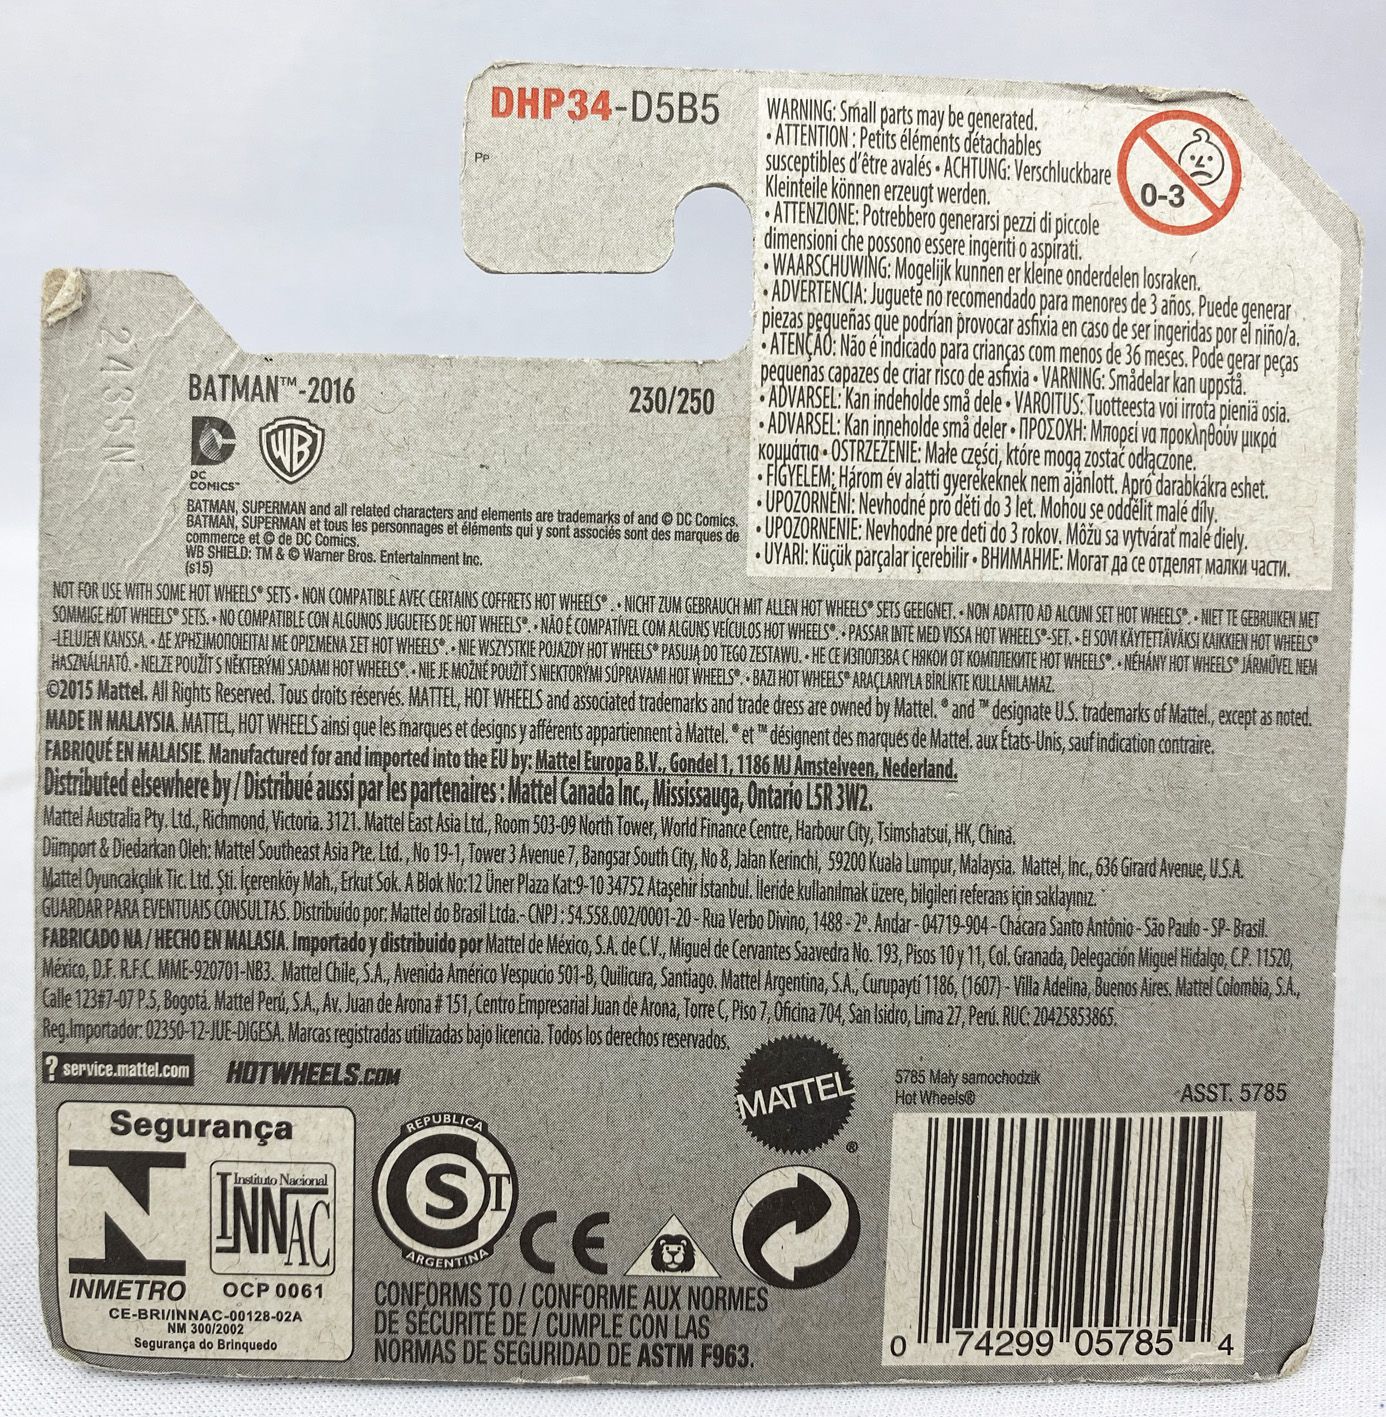 DHP34-D5B5
Pp
WARNING: Small parts may be generated.
• ATTENTION : Petits éléments détachables
susceptibles d'être avalés • ACHTUNG: Verschluckbare
Kleinteile können erzeugt werden.
• ATTENZIONE: Potrebbero generarsi pezzi di piccole
dimensioni che possono essere ingeriti o aspirati.
• WAARSCHUWING: Mogelijk kunnen er kleine onderdelen losraken.
• ADVERTENCIA: Juguete no recomendado para menores de 3 años. Puede generar
piezas pequeñas que podrían provocar asfixia en caso de ser ingeridas por el niño/a.
• ATENÇÃO: Não é indicado para crianças com menos de 36 meses. Pode gerar peças
pequenas capazes de criar risco de asfixia • VARNING: Smådelar kan uppstå.
• ADVARSEL: Kan indeholde små dele • VAROITUS: Tuotteesta voi irrota pieniä osia.
• ADVARSEL: Kan inneholde små deler • ΠΡΟΣΟΧΗ: Μπορεί να προκληθούν μικρά
κομμάτια • OSTRZEŻENIE: Małe części, które mogą zostać odłączone.
• FIGYELEM: Három év alatti gyerekeknek nem ajánlott. Apró darabkákra eshet.
• UPOZORNĚNÍ: Nevhodné pro děti do 3 let. Mohou se oddělit malé díly.
• UPOZORNENIE: Nevhodné pre deti do 3 rokov. Môžu sa vytvárať malé diely.
• UYARI: Küçük parçalar içerebilir • ВНИМАНИЕ: Могат да се отделят малки части.
0-3
2435IN
BATMAN™-2016
230/250
DC
COMICS™
WB
BATMAN, SUPERMAN and all related characters and elements are trademarks of and © DC Comics.
BATMAN, SUPERMAN et tous les personnages et éléments qui y sont associés sont des marques de
commerce et © de DC Comics.
WB SHIELD: TM & © Warner Bros. Entertainment Inc.
(s15)
NOT FOR USE WITH SOME HOT WHEELS® SETS • NON COMPATIBLE AVEC CERTAINS COFFRETS HOT WHEELS® . • NICHT ZUM GEBRAUCH MIT ALLEN HOT WHEELS® SETS GEEIGNET. • NON ADATTO AD ALCUNI SET HOT WHEELS®. • NIET TE GEBRUIKEN MET
SOMMIGE HOT WHEELS® SETS. • NO COMPATIBLE CON ALGUNOS JUGUETES DE HOT WHEELS®. • NÃO É COMPATÍVEL COM ALGUNS VEÍCULOS HOT WHEELS®. • PASSAR INTE MED VISSA HOT WHEELS®-SET. • EI SOVI KÄYTETTÄVÄKSI KAIKKIEN HOT WHEELS®
-LELUJEN KANSSA. • ΔΕ ΧΡΗΣΙΜΟΠΟΙΕΙΤΑΙ ΜΕ ΟΡΙΣΜΕΝΑ ΣΕΤ HOT WHEELS®. • NIE WSZYSTKIE POJAZDY HOT WHEELS® PASUJĄ DO TEGO ZESTAWU. • НЕ СЕ ИЗПОЛЗВА С НЯКОИ ОТ КОМПЛЕКИТЕ HOT WHEELS®. • NÉHÁNY HOT WHEELS® JÁRMŰVEL NEM
HASZNÁLHATÓ. • NELZE POUŽÍT S NĚKTERÝMI SADAMI HOT WHEELS®. • NIE JE MOŽNÉ POUŽIŤ S NIEKTORÝMI SÚPRAVAMI HOT WHEELS®. • BAZI HOT WHEELS® ARAÇLARIYLA BİRLİKTE KULLANILAMAZ.
©2015 Mattel. All Rights Reserved. Tous droits réservés. MATTEL, HOT WHEELS and associated trademarks and trade dress are owned by Mattel. ® and ™ designate U.S. trademarks of Mattel., except as noted.
MADE IN MALAYSIA. MATTEL, HOT WHEELS ainsi que les marques et designs y afférents appartiennent à Mattel. ® et ™ désignent des marques de Mattel. aux États-Unis, sauf indication contraire.
FABRIQUÉ EN MALAISIE. Manufactured for and imported into the EU by: Mattel Europa B.V., Gondel 1, 1186 MJ Amstelveen, Nederland.
Distributed elsewhere by / Distribué aussi par les partenaires : Mattel Canada Inc., Mississauga, Ontario L5R 3W2.
Mattel Australia Pty. Ltd., Richmond, Victoria. 3121. Mattel East Asia Ltd., Room 503-09 North Tower, World Finance Centre, Harbour City, Tsimshatsui, HK, China.
Diimport & Diedarkan Oleh: Mattel Southeast Asia Pte. Ltd. , No 19-1, Tower 3 Avenue 7, Bangsar South City, No 8, Jalan Kerinchi, 59200 Kuala Lumpur, Malaysia. Mattel, Inc., 636 Girard Avenue, U.S.A.
Mattel Oyuncakçılık Tic. Ltd. Şti. İçerenköy Mah., Erkut Sok. A Blok No:12 Üner Plaza Kat:9-10 34752 Ataşehir İstanbul. İleride kullanılmak üzere, bilgileri referans için saklayınız.
GUARDAR PARA EVENTUAIS CONSULTAS. Distribuído por: Mattel do Brasil Ltda.- CNPJ : 54.558.002/0001-20 - Rua Verbo Divino, 1488 - 2º. Andar - 04719-904 - Chácara Santo Antônio - São Paulo - SP- Brasil.
FABRICADO NA / HECHO EN MALASIA. Importado y distribuido por Mattel de México, S.A. de C.V., Miguel de Cervantes Saavedra No. 193, Pisos 10 y 11, Col. Granada, Delegación Miguel Hidalgo, C.P. 11520,
México, D.F. R.F.C. MME-920701-NB3. Mattel Chile, S.A., Avenida Américo Vespucio 501-B, Quilicura, Santiago. Mattel Argentina, S.A., Curupaytí 1186, (1607) - Villa Adelina, Buenos Aires. Mattel Colombia, S.A.,
Calle 123#7-07 P.5, Bogotá. Mattel Perú, S.A., Av. Juan de Arona # 151, Centro Empresarial Juan de Arona, Torre C, Piso 7, Oficina 704, San Isidro, Lima 27, Perú. RUC: 20425853865.
Reg.Importador: 02350-12-JUE-DIGESA. Marcas registradas utilizadas bajo licencia. Todos los derechos reservados.
? service.mattel.com
HOTWHEELS.COM
MATTEL
®
5785 Mały samochodzik
Hot Wheels®
ASST. 5785
Segurança
INMETRO
Instituto Nacional
INNAC
OCP 0061
CE-BRI/INNAC-00128-02A
NM 300/2002
Segurança do Brinquedo
REPUBLICA
S T
ARGENTINA
CE
CONFORMS TO / CONFORME AUX NORMES
DE SÉCURITÉ DE / CUMPLE CON LAS
NORMAS DE SEGURIDAD DE ASTM F963.
0 74299 05785 4